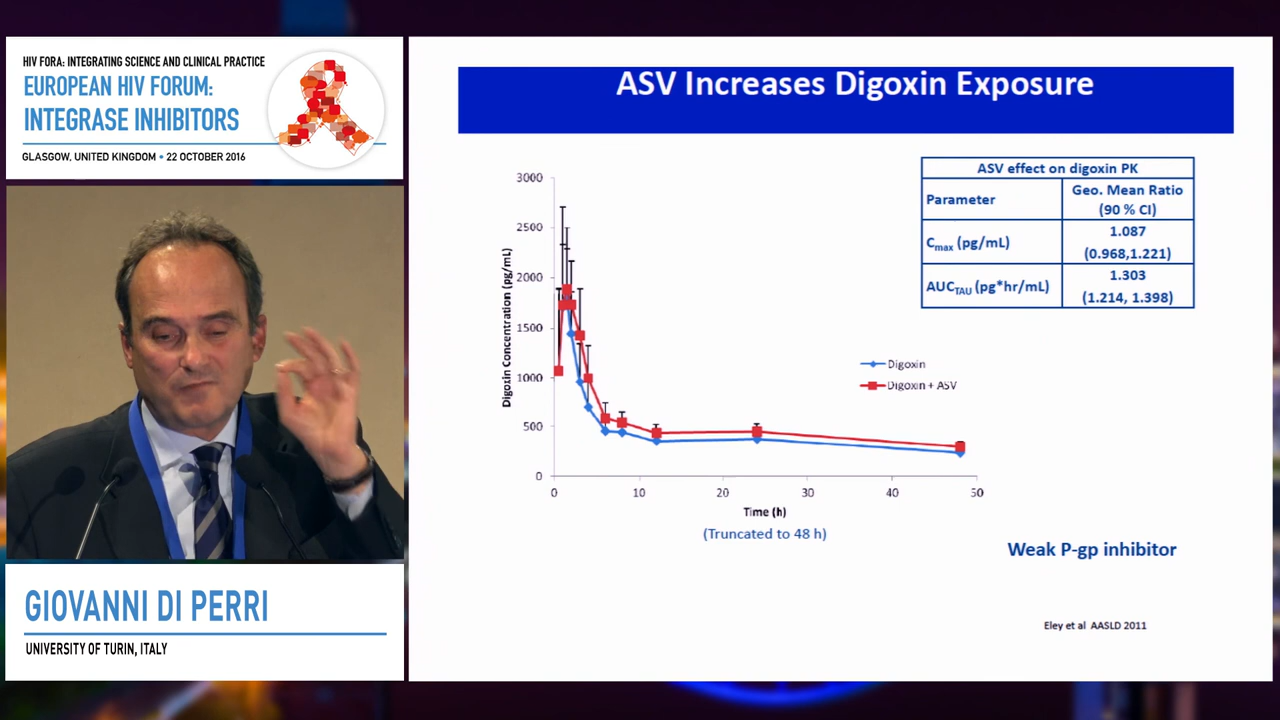 HIV FORA: INTEGRATING SCIENCE AND CLINICAL PRACTICE
EUROPEAN HIV FORUM:
INTEGRASE INHIBITORS
GLASGOW, UNITED KINGDOM • 22 OCTOBER 2016
GIOVANNI DI PERRI
UNIVERSITY OF TURIN, ITALY
ASV Increases Digoxin Exposure
ASV effect on digoxin PK
Parameter
Geo. Mean Ratio
(90 % CI)
Cmax (pg/mL)
1.087
(0.968,1.221)
AUCTAU (pg*hr/mL)
1.303
(1.214, 1.398)
Digoxin Concentration (pg/mL)
3000
2500
2000
1500
1000
500
0
0 10 20 30 40 50
Time (h)
(Truncated to 48 h)
Digoxin
Digoxin + ASV
Weak P-gp inhibitor
Eley et al AASLD 2011